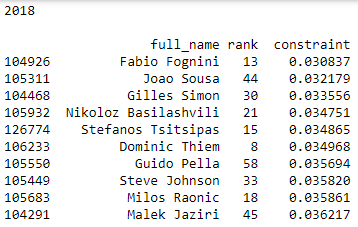 2018
full_name rank constraint
104926 Fabio Fognini 13 0.030837
105311 Joao Sousa 44 0.032179
104468 Gilles Simon 30 0.033556
105932 Nikoloz Basilashvili 21 0.034751
126774 Stefanos Tsitsipas 15 0.034865
106233 Dominic Thiem 8 0.034968
105550 Guido Pella 58 0.035694
105449 Steve Johnson 33 0.035820
105683 Milos Raonic 18 0.035861
104291 Malek Jaziri 45 0.036217